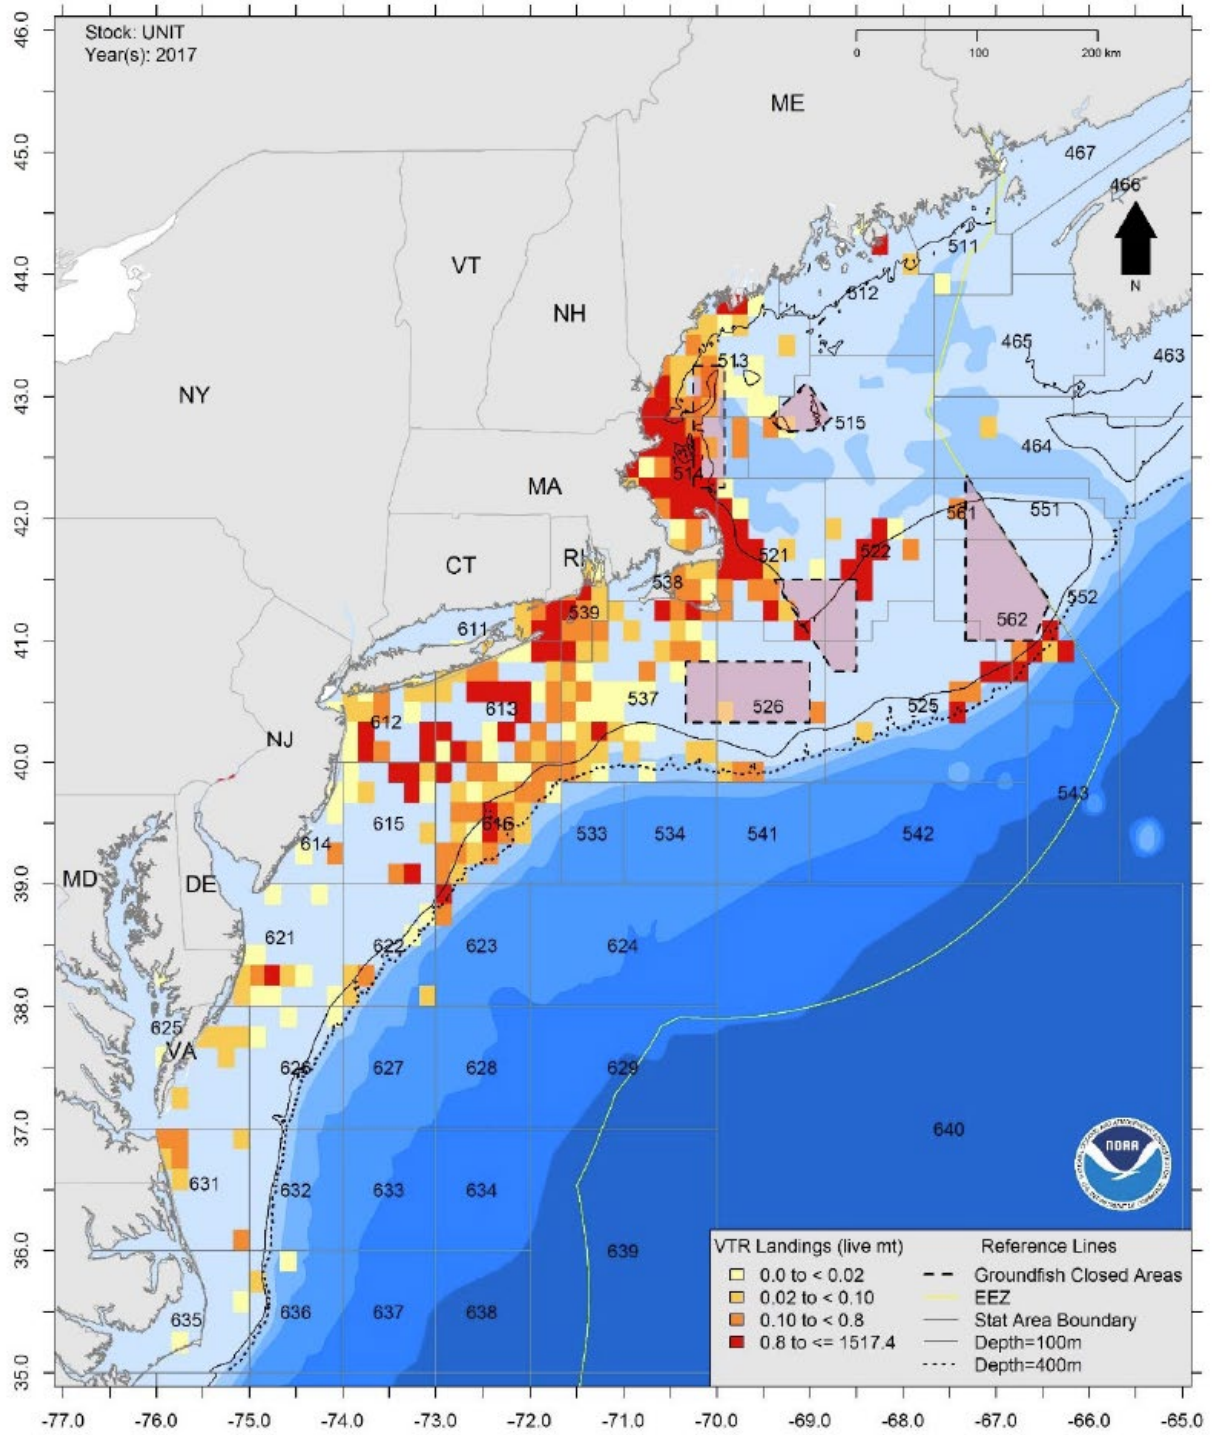 Stock: UNIT
Year(s): 2017
0 100 200 km
ME
467
466
511
N
VT
512
NH
465
463
513
NY
515
464
514
MA
561
551
521
522
CT
RI
538
539
552
611
562
537
613
526
525
612
NJ
543
615
616
533
534
541
542
614
MD
DE
621
622
623
624
625
VA
626
627
628
629
640
NOAA
631
632
633
634
639
635
636
637
638
VTR Landings (live mt)
0.0 to < 0.02
0.02 to < 0.10
0.10 to < 0.8
0.8 to <= 1517.4
Reference Lines
Groundfish Closed Areas
EEZ
Stat Area Boundary
Depth=100m
Depth=400m
46.0
45.0
44.0
43.0
42.0
41.0
40.0
39.0
38.0
37.0
36.0
35.0
-77.0 -76.0 -75.0 -74.0 -73.0 -72.0 -71.0 -70.0 -69.0 -68.0 -67.0 -66.0 -65.0